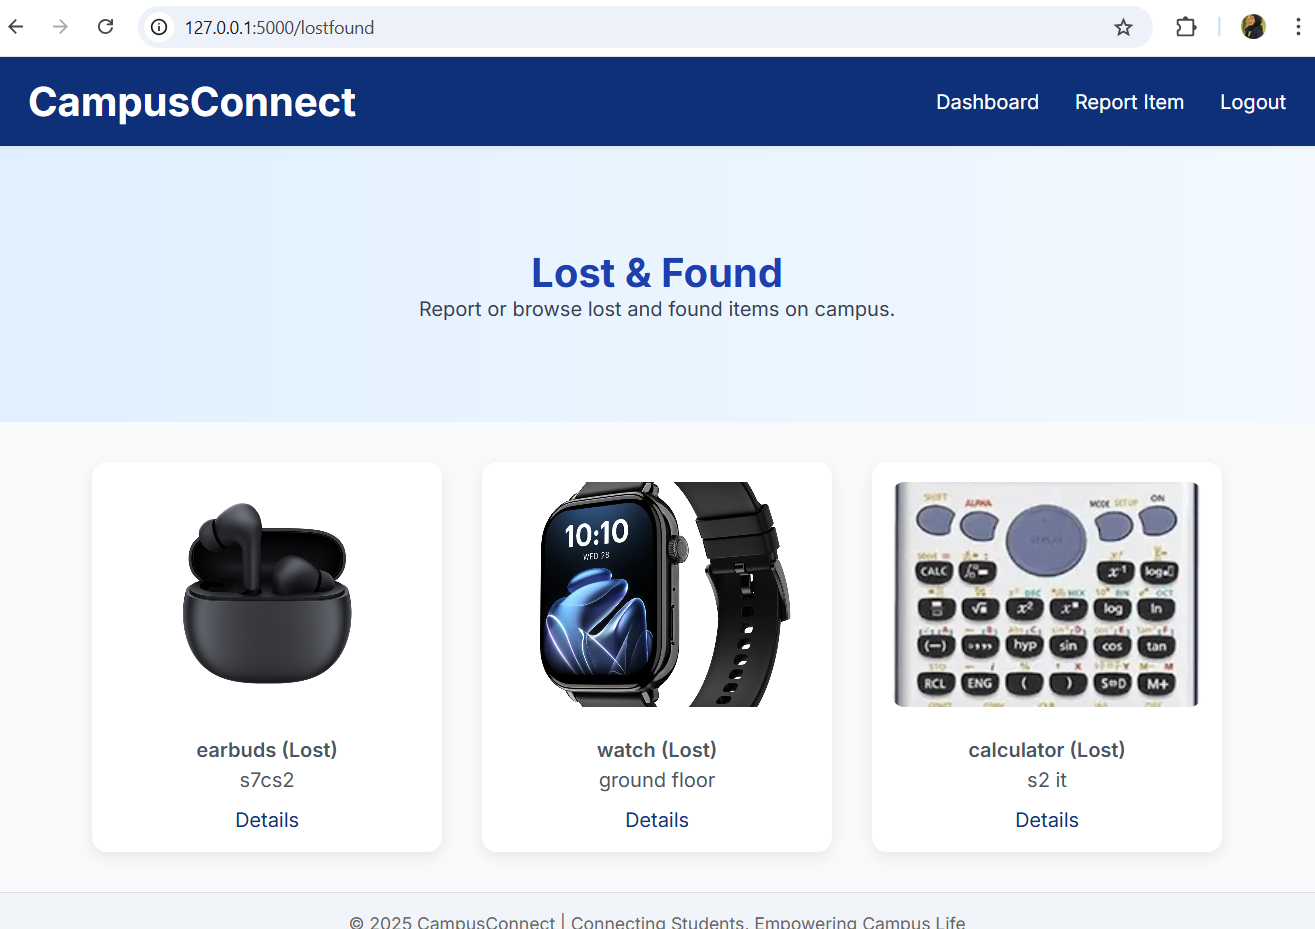 127.0.0.1:5000/lostfound
CampusConnect
Dashboard Report Item Logout
Lost & Found
Report or browse lost and found items on campus.
10:10
WED 28
SHIFT ALPHA MODE SETUP ON
CALC x⁻¹ log
x² log ln
(−) hyp sin cos tan
RCL ENG ( ) S⇔D M+
earbuds (Lost)
s7cs2
Details
watch (Lost)
ground floor
Details
calculator (Lost)
s2 it
Details
© 2025 CampusConnect | Connecting Students, Empowering Campus Life